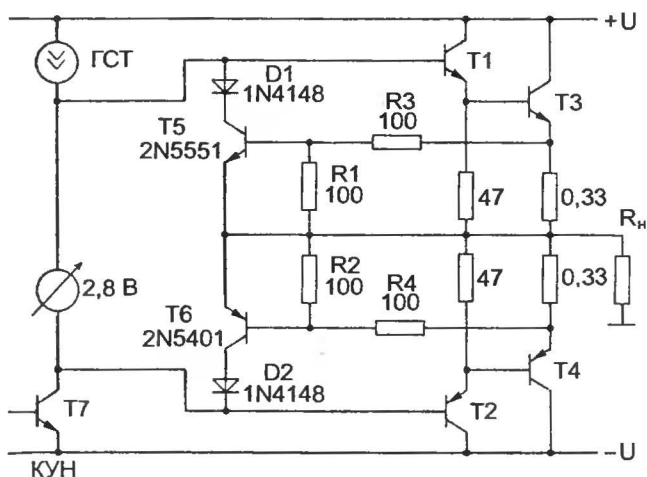 +U
ГСТ
D1
1N4148
T1
T3
T5
2N5551
R3
100
R1
100
47
0,33
Rн
2,8 В
R2
100
R4
100
47
0,33
T6
2N5401
D2
1N4148
T4
T7
T2
КУН
–U